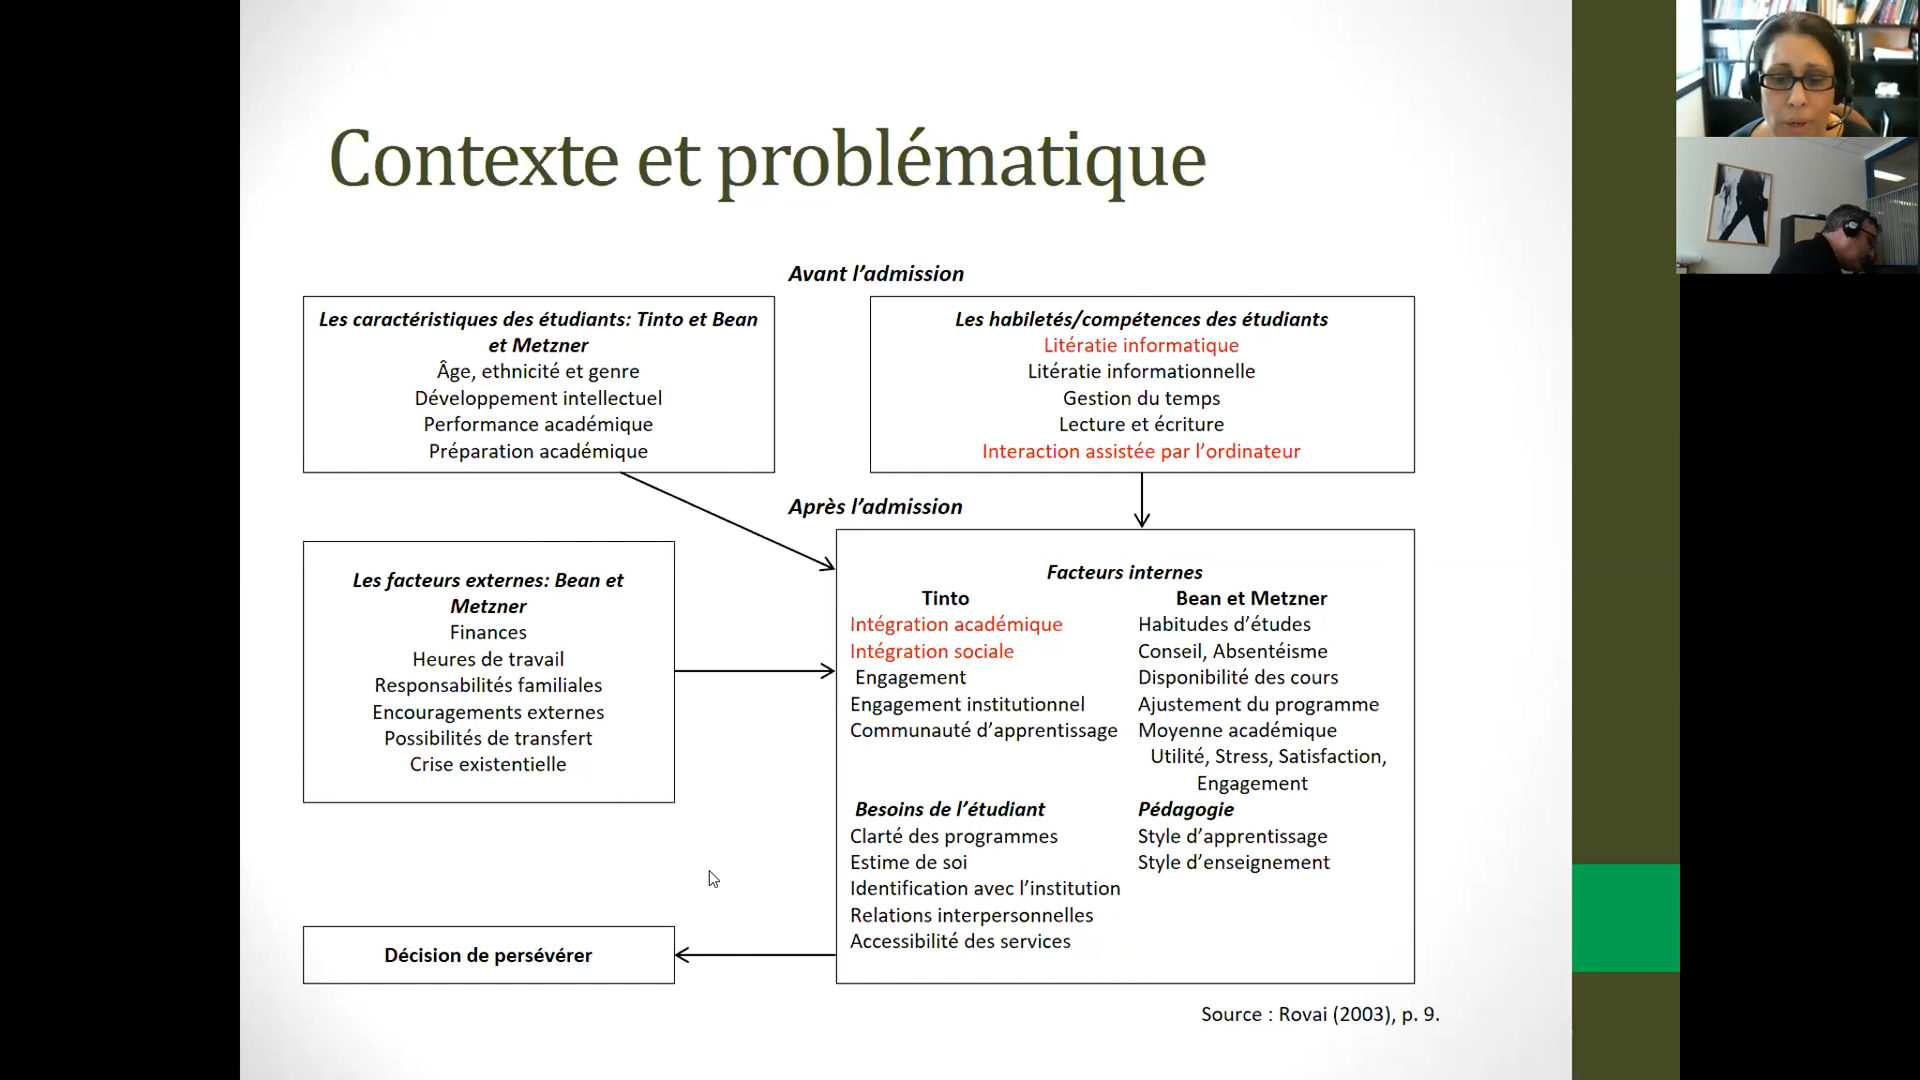 Contexte et problématique
Avant l’admission
Les caractéristiques des étudiants: Tinto et Bean
et Metzner
Âge, ethnicité et genre
Développement intellectuel
Performance académique
Préparation académique
Les habiletés/compétences des étudiants
Litératie informatique
Litératie informationnelle
Gestion du temps
Lecture et écriture
Interaction assistée par l’ordinateur
Après l’admission
Les facteurs externes: Bean et
Metzner
Finances
Heures de travail
Responsabilités familiales
Encouragements externes
Possibilités de transfert
Crise existentielle
Facteurs internes
Tinto
Intégration académique
Intégration sociale
Engagement
Engagement institutionnel
Communauté d’apprentissage
Bean et Metzner
Habitudes d’études
Conseil, Absentéisme
Disponibilité des cours
Ajustement du programme
Moyenne académique
Utilité, Stress, Satisfaction,
Engagement
Besoins de l’étudiant
Clarté des programmes
Estime de soi
Identification avec l’institution
Relations interpersonnelles
Accessibilité des services
Pédagogie
Style d’apprentissage
Style d’enseignement
Décision de persévérer
Source : Rovai (2003), p. 9.